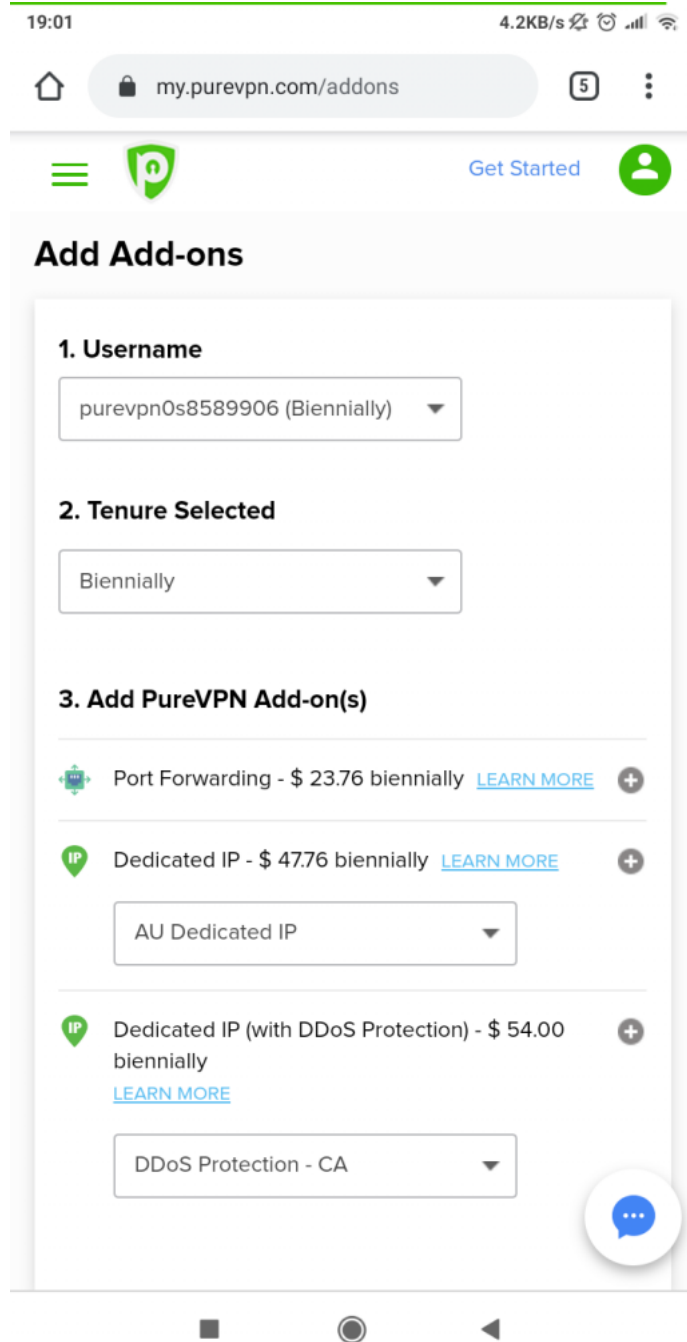 19:01 4.2KB/s
my.purevpn.com/addons 5
Get Started
Add Add-ons
1. Username
purevpn0s8589906 (Biennially)
2. Tenure Selected
Biennially
3. Add PureVPN Add-on(s)
Port Forwarding - $ 23.76 biennially LEARN MORE
IP Dedicated IP - $ 47.76 biennially LEARN MORE
AU Dedicated IP
IP Dedicated IP (with DDoS Protection) - $ 54.00
biennially
LEARN MORE
DDoS Protection - CA